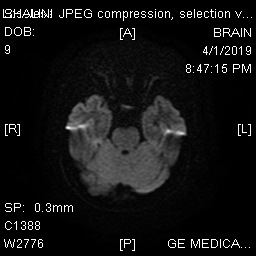 JPEG compression, selection v...
DOB:
BRAIN
9
4/1/2019
8:47:15 PM
[A]
[R]
[L]
SP: 0.3mm
C1388
W2776
[P]
GE MEDICA...